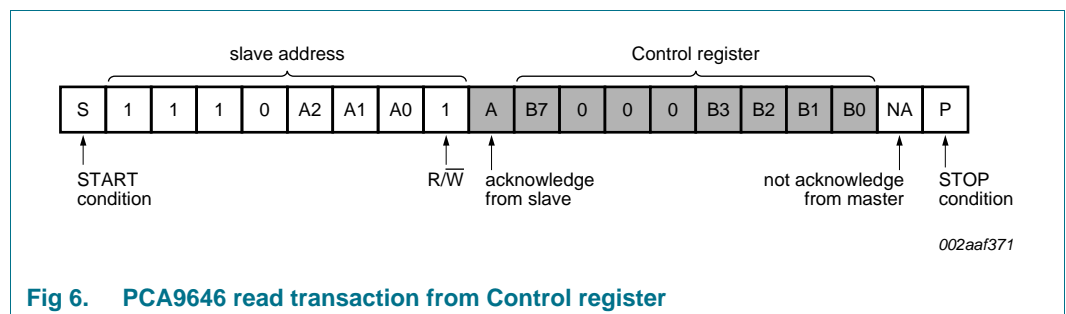 slave address Control register
S 1 1 1 0 A2 A1 A0 1 A B7 0 0 0 B3 B2 B1 B0 NA P
START condition
R/W̅
acknowledge from slave
not acknowledge from master
STOP condition
002aaf371
Fig 6. PCA9646 read transaction from Control register